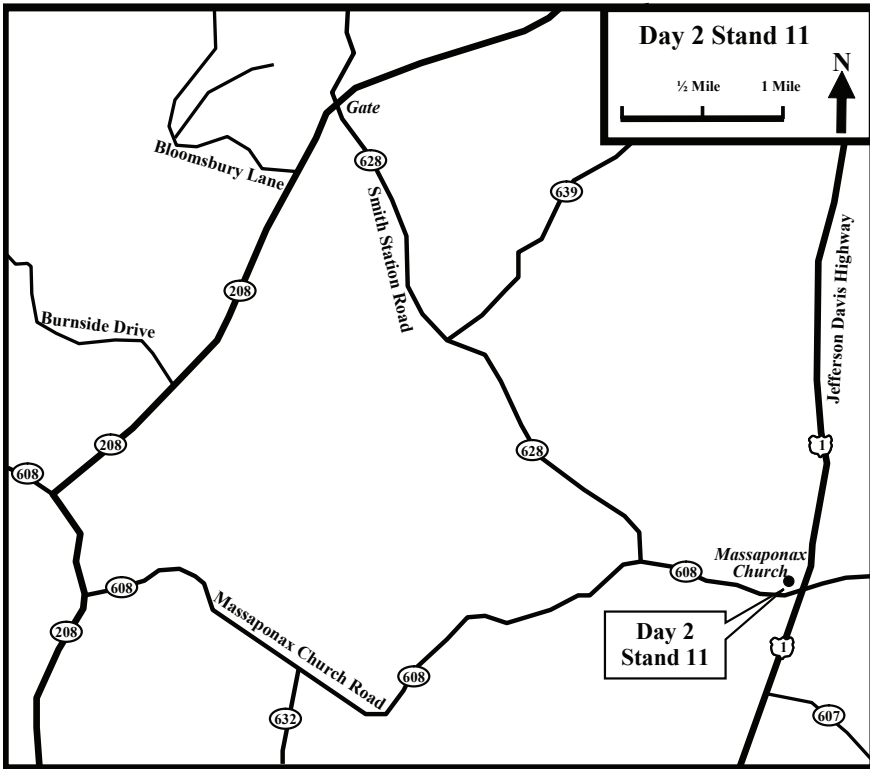 Day 2 Stand 11
N
½ Mile
1 Mile
Gate
Bloomsbury Lane
628
639
Smith Station Road
Jefferson Davis Highway
208
Burnside Drive
208
608
628
1
Massaponax
Church
608
608
Massaponax Church Road
208
Day 2
Stand 11
608
1
632
607